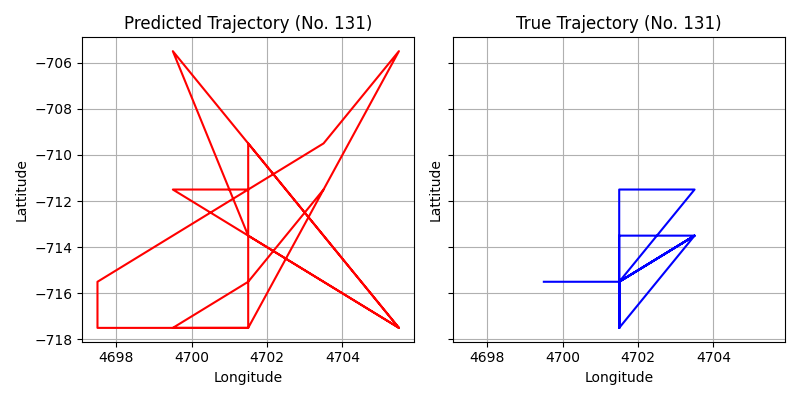 Predicted Trajectory (No. 131)
True Trajectory (No. 131)
−706
−708
−710
−712
−714
−716
−718
Lattitude
Lattitude
4698 4700 4702 4704
4698 4700 4702 4704
Longitude
Longitude